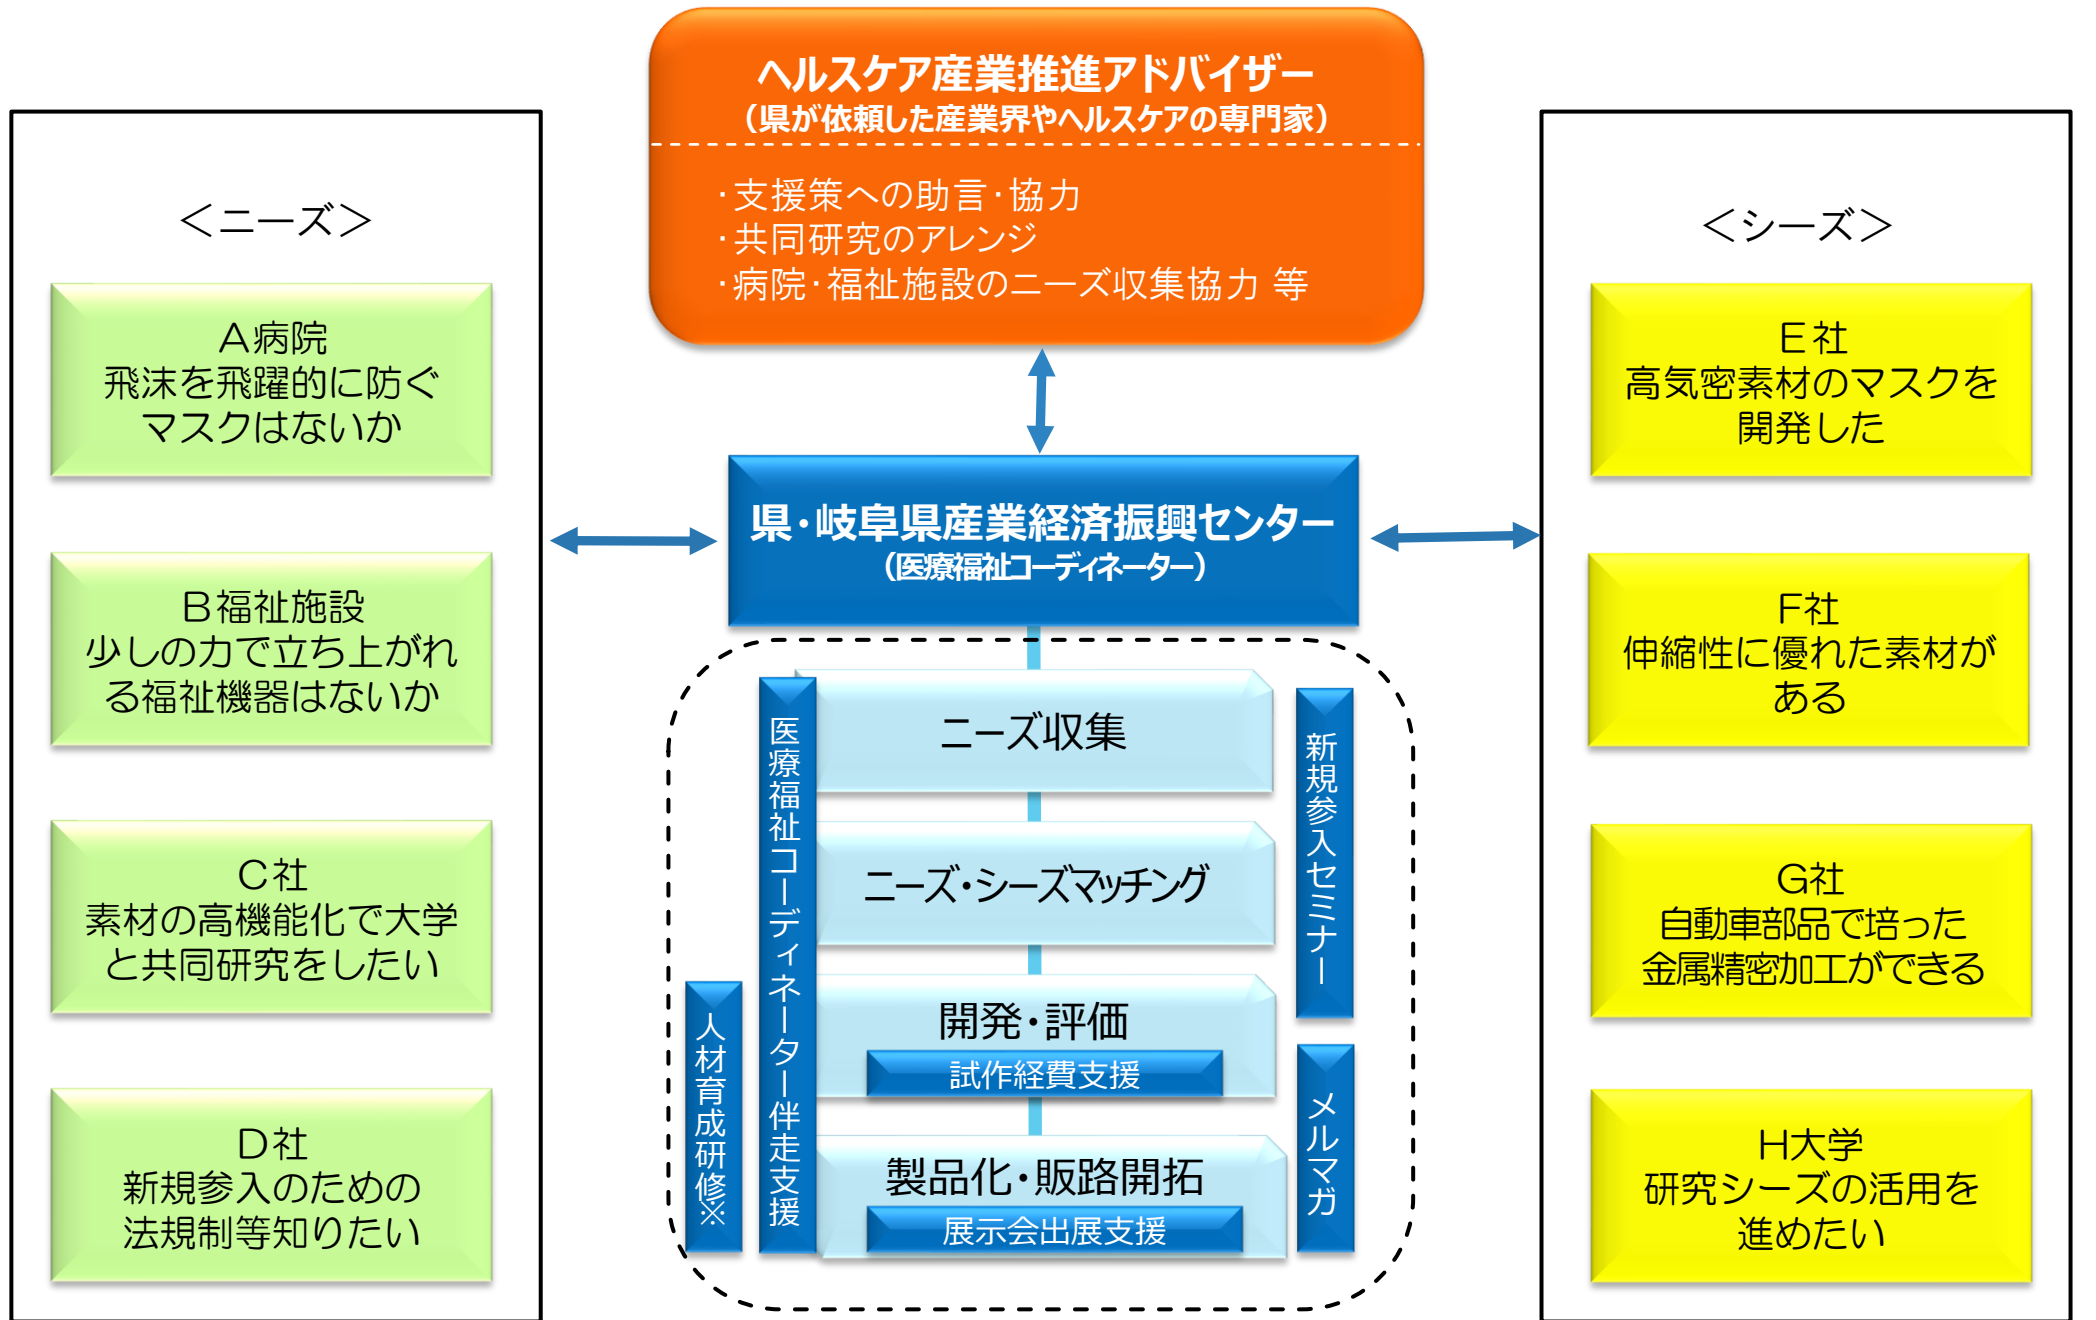 ヘルスケア産業推進アドバイザー
（県が依頼した産業界やヘルスケアの専門家）
・支援策への助言・協力
・共同研究のアレンジ
・病院・福祉施設のニーズ収集協力 等
＜ニーズ＞
Ａ病院
飛沫を飛躍的に防ぐ
マスクはないか
Ｂ福祉施設
少しの力で立ち上がれ
る福祉機器はないか
Ｃ社
素材の高機能化で大学
と共同研究をしたい
Ｄ社
新規参入のための
法規制等知りたい
県・岐阜県産業経済振興センター
（医療福祉コーディネーター）
ニーズ収集
ニーズ・シーズマッチング
開発・評価
試作経費支援
製品化・販路開拓
展示会出展支援
人材育成研修※
医療福祉コーディネーター伴走支援
新規参入セミナー
メルマガ
＜シーズ＞
Ｅ社
高気密素材のマスクを
開発した
Ｆ社
伸縮性に優れた素材が
ある
Ｇ社
自動車部品で培った
金属精密加工ができる
Ｈ大学
研究シーズの活用を
進めたい